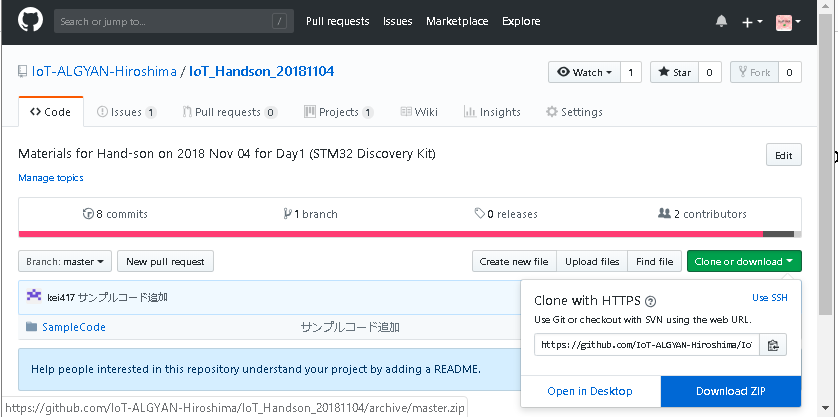 Search or jump to... /
Pull requests Issues Marketplace Explore
IoT-ALGYAN-Hiroshima / IoT_Handson_20181104
Watch 1 Star 0 Fork 0
Code Issues 1 Pull requests 0 Projects 1 Wiki Insights Settings
Materials for Hand-son on 2018 Nov 04 for Day1 (STM32 Discovery Kit)
Edit
Manage topics
8 commits 1 branch 0 releases 2 contributors
Branch: master New pull request Create new file Upload files Find file Clone or download
kei417 サンプルコード追加
SampleCode サンプルコード追加
Help people interested in this repository understand your project by adding a README.
Clone with HTTPS ? Use SSH
Use Git or checkout with SVN using the web URL.
https://github.com/IoT-ALGYAN-Hiroshima/Io
Open in Desktop Download ZIP
https://github.com/IoT-ALGYAN-Hiroshima/IoT_Handson_20181104/archive/master.zip